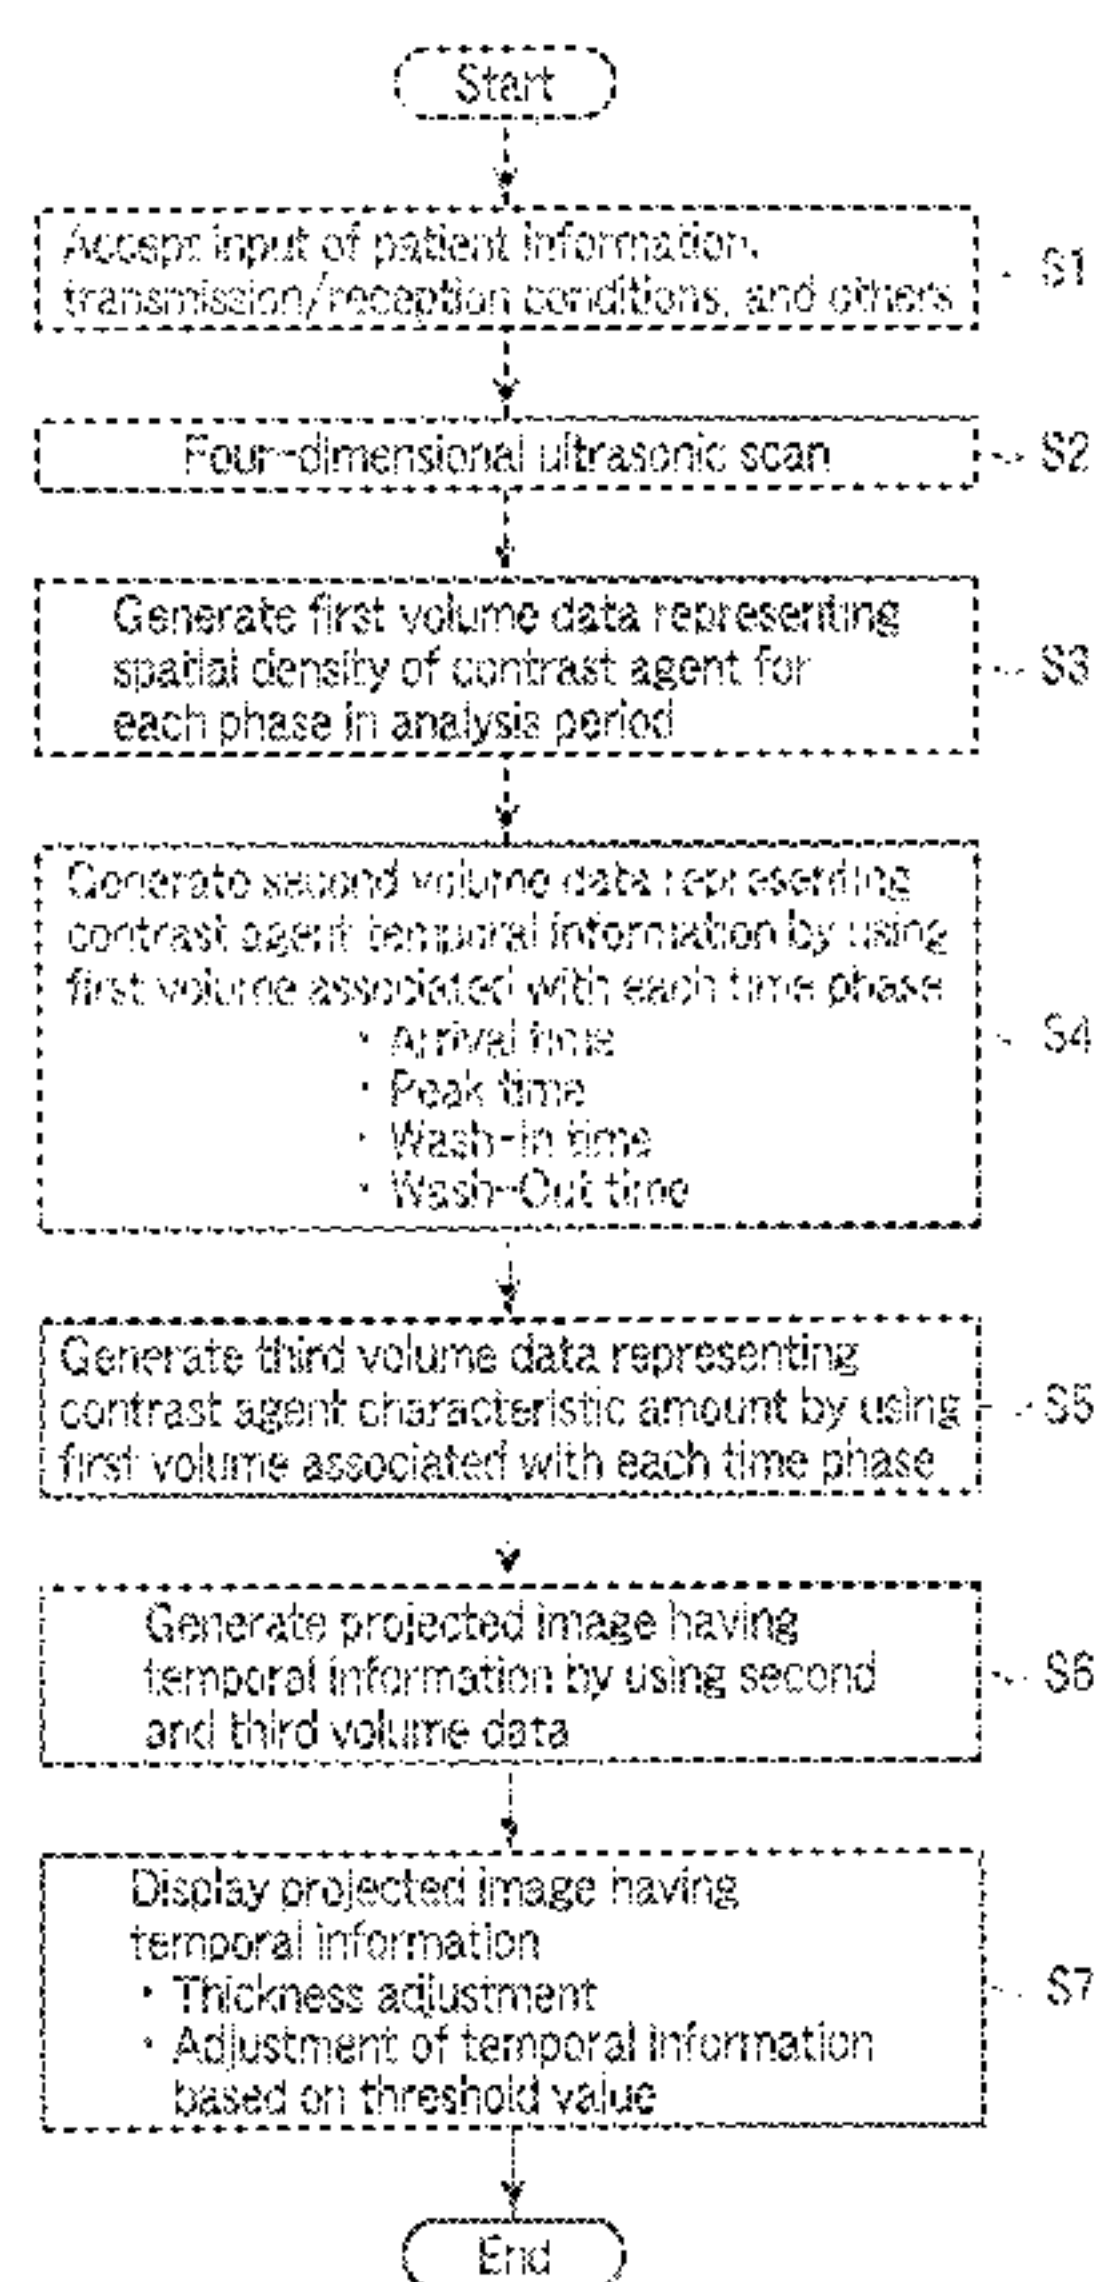 Start
Accept input of patient information,
transmission/reception conditions, and others
S1
Four-dimensional ultrasonic scan
S2
Generate first volume data representing
spatial density of contrast agent for
each phase in analysis period
S3
Generate second volume data representing
contrast agent temporal information by using
first volume associated with each time phase
・ Arrival time
・ Peak time
・ Wash-in time
・ Wash-Out time
S4
Generate third volume data representing
contrast agent characteristic amount by using
first volume associated with each time phase
S5
Generate projected image having
temporal information by using second
and third volume data
S6
Display projected image having
temporal information
・ Thickness adjustment
・ Adjustment of temporal information
based on threshold value
S7
End